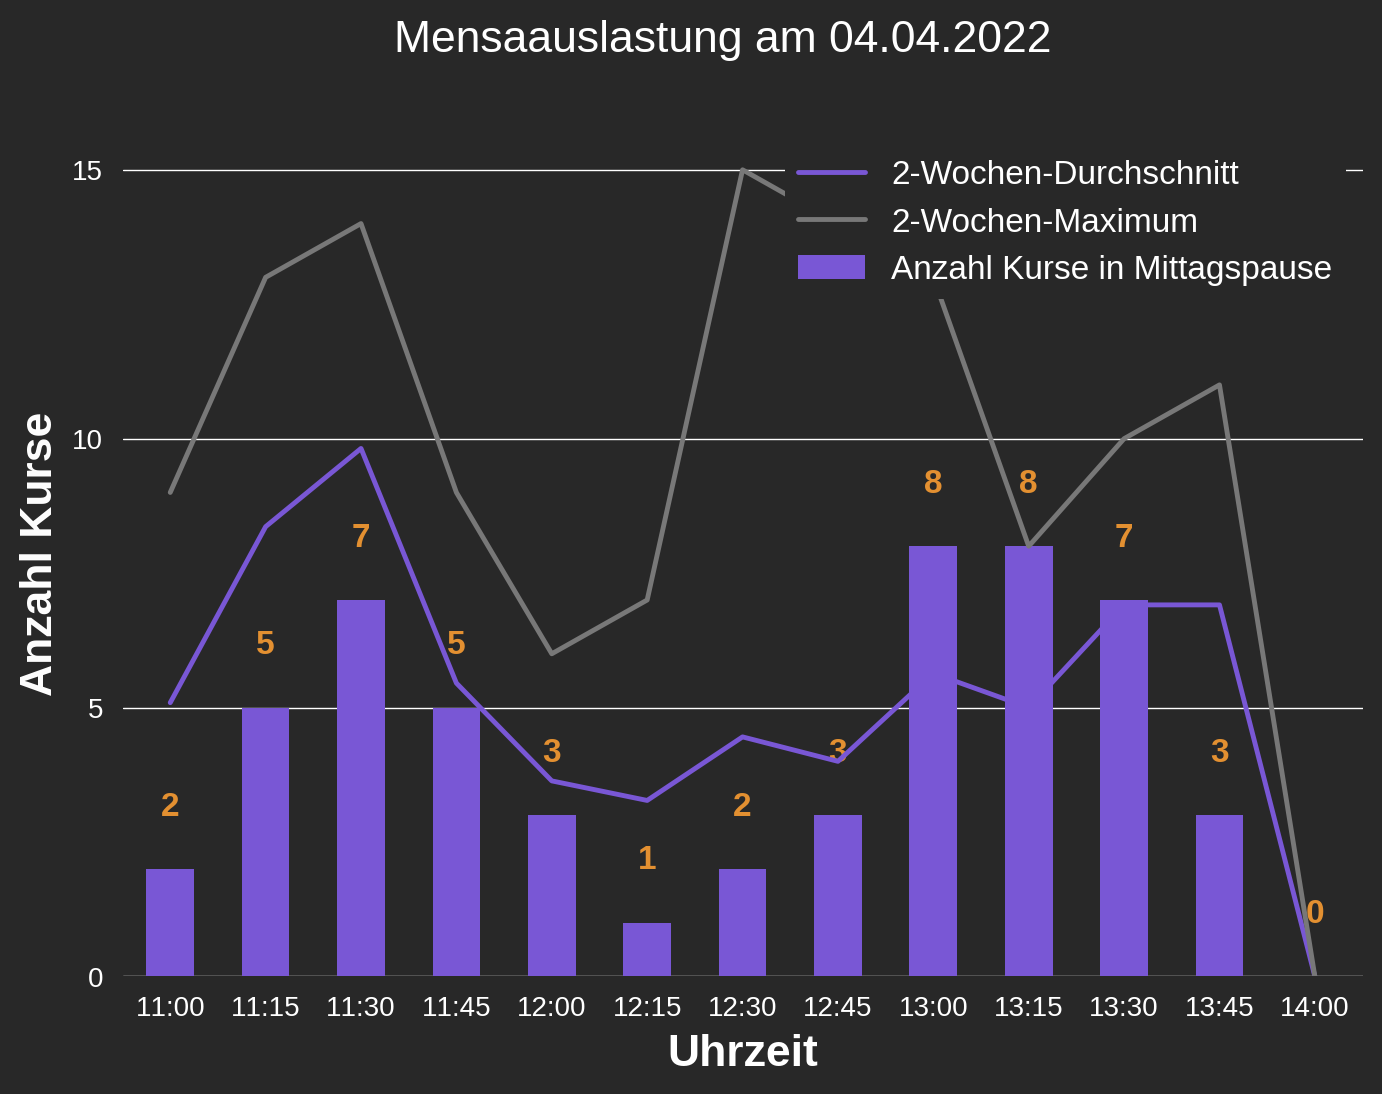 Mensaauslastung am 04.04.2022
2-Wochen-Durchschnitt
2-Wochen-Maximum
Anzahl Kurse in Mittagspause
Anzahl Kurse
15
10
5
0
2
5
7
5
3
1
2
3
8
8
7
3
0
11:00 11:15 11:30 11:45 12:00 12:15 12:30 12:45 13:00 13:15 13:30 13:45 14:00
Uhrzeit